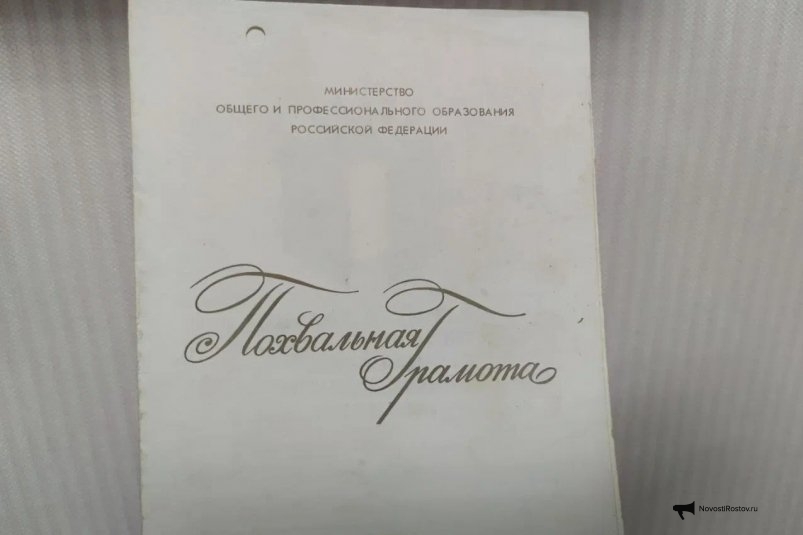 МИНИСТЕРСТВО
ОБЩЕГО И ПРОФЕССИОНАЛЬНОГО ОБРАЗОВАНИЯ
РОССИЙСКОЙ ФЕДЕРАЦИИ
Похвальная
Грамота
NovostiRostov.ru